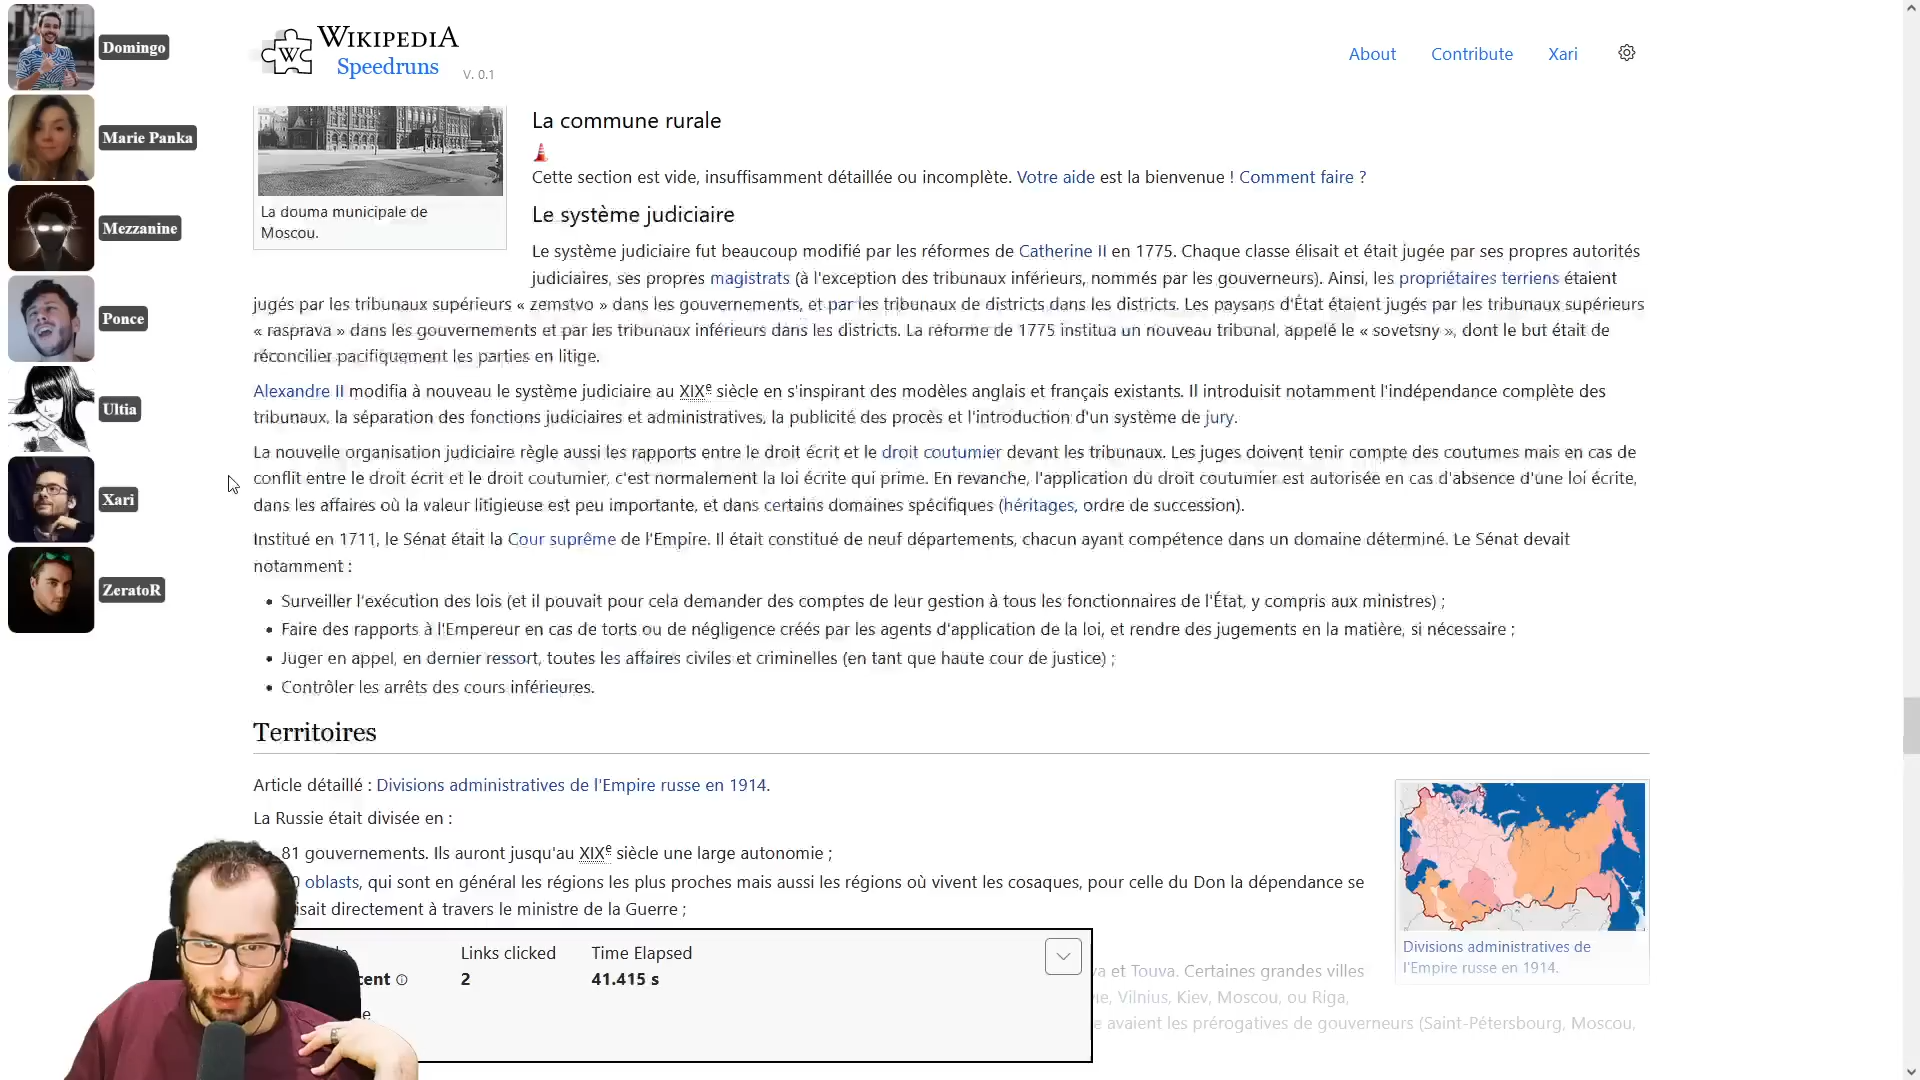 Domingo
Marie Panka
Mezzanine
Ponce
Ultia
Xari
ZeratoR
W
WIKIPEDIA
Speedruns
V. 0.1
About
Contribute
Xari
La douma municipale de
Moscou.
La commune rurale
Cette section est vide, insuffisamment détaillée ou incomplète. Votre aide est la bienvenue ! Comment faire ?
Le système judiciaire
Le système judiciaire fut beaucoup modifié par les réformes de Catherine II en 1775. Chaque classe élisait et était jugée par ses propres autorités
judiciaires, ses propres magistrats (à l'exception des tribunaux inférieurs, nommés par les gouverneurs). Ainsi, les propriétaires terriens étaient
jugés par les tribunaux supérieurs « zemstvo » dans les gouvernements, et par les tribunaux de districts dans les districts. Les paysans d'État étaient jugés par les tribunaux supérieurs
« rasprava » dans les gouvernements et par les tribunaux inférieurs dans les districts. La réforme de 1775 institua un nouveau tribunal, appelé le « sovetsny », dont le but était de
réconcilier pacifiquement les parties en litige.
Alexandre II modifia à nouveau le système judiciaire au XIXe siècle en s'inspirant des modèles anglais et français existants. Il introduisit notamment l'indépendance complète des
tribunaux, la séparation des fonctions judiciaires et administratives, la publicité des procès et l'introduction d'un système de jury.
La nouvelle organisation judiciaire règle aussi les rapports entre le droit écrit et le droit coutumier devant les tribunaux. Les juges doivent tenir compte des coutumes mais en cas de
conflit entre le droit écrit et le droit coutumier, c'est normalement la loi écrite qui prime. En revanche, l'application du droit coutumier est autorisée en cas d'absence d'une loi écrite,
dans les affaires où la valeur litigieuse est peu importante, et dans certains domaines spécifiques (héritages, ordre de succession).
Institué en 1711, le Sénat était la Cour suprême de l'Empire. Il était constitué de neuf départements, chacun ayant compétence dans un domaine déterminé. Le Sénat devait
notamment :
Surveiller l'exécution des lois (et il pouvait pour cela demander des comptes de leur gestion à tous les fonctionnaires de l'État, y compris aux ministres) ;
Faire des rapports à l'Empereur en cas de torts ou de négligence créés par les agents d'application de la loi, et rendre des jugements en la matière, si nécessaire ;
Juger en appel, en dernier ressort, toutes les affaires civiles et criminelles (en tant que haute cour de justice) ;
Contrôler les arrêts des cours inférieures.
Territoires
Article détaillé : Divisions administratives de l'Empire russe en 1914.
La Russie était divisée en :
81 gouvernements. Ils auront jusqu'au XIXe siècle une large autonomie ;
0 oblasts, qui sont en général les régions les plus proches mais aussi les régions où vivent les cosaques, pour celle du Don la dépendance se
isait directement à travers le ministre de la Guerre ;
Divisions administratives de
l'Empire russe en 1914.
va et Touva. Certaines grandes villes
Vilnius, Kiev, Moscou, ou Riga,
e avaient les prérogatives de gouverneurs (Saint-Pétersbourg, Moscou,
Links clicked
Time Elapsed
cent
2
41.415 s
e